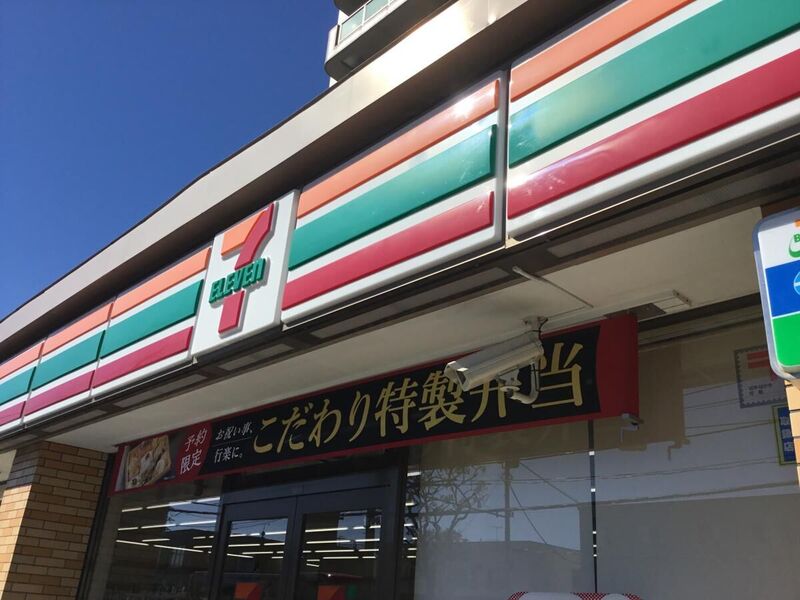 7
ELEVEN
予約
限定
お祝い事、
行楽に。
こだわり特製弁当